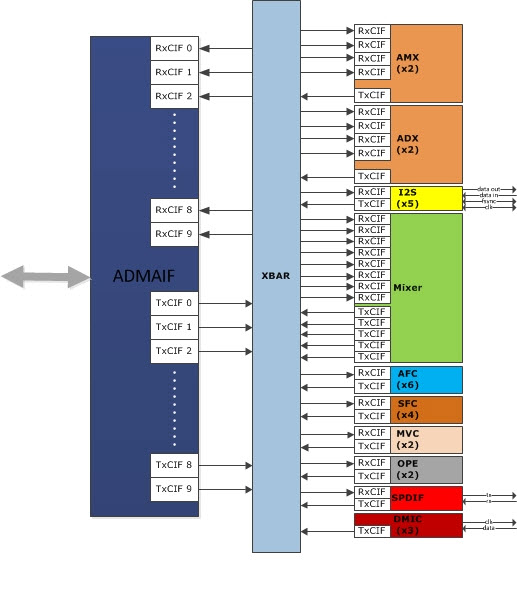 RxCIF 0
RxCIF 1
RxCIF 2
RxCIF 8
RxCIF 9
ADMAIF
TxCIF 0
TxCIF 1
TxCIF 2
TxCIF 8
TxCIF 9
XBAR
RxCIF
RxCIF
RxCIF
RxCIF
TxCIF
AMX
(x2)
RxCIF
RxCIF
RxCIF
RxCIF
TxCIF
ADX
(x2)
RxCIF
TxCIF
I2S
(x5)
data out
data in
fsync
clk
RxCIF
RxCIF
RxCIF
RxCIF
RxCIF
RxCIF
RxCIF
RxCIF
TxCIF
TxCIF
TxCIF
TxCIF
TxCIF
Mixer
RxCIF
TxCIF
AFC
(x6)
RxCIF
TxCIF
SFC
(x4)
RxCIF
TxCIF
MVC
(x2)
RxCIF
TxCIF
OPE
(x2)
RxCIF
TxCIF
SPDIF
tx
rx
TxCIF
DMIC
(x3)
clk
data